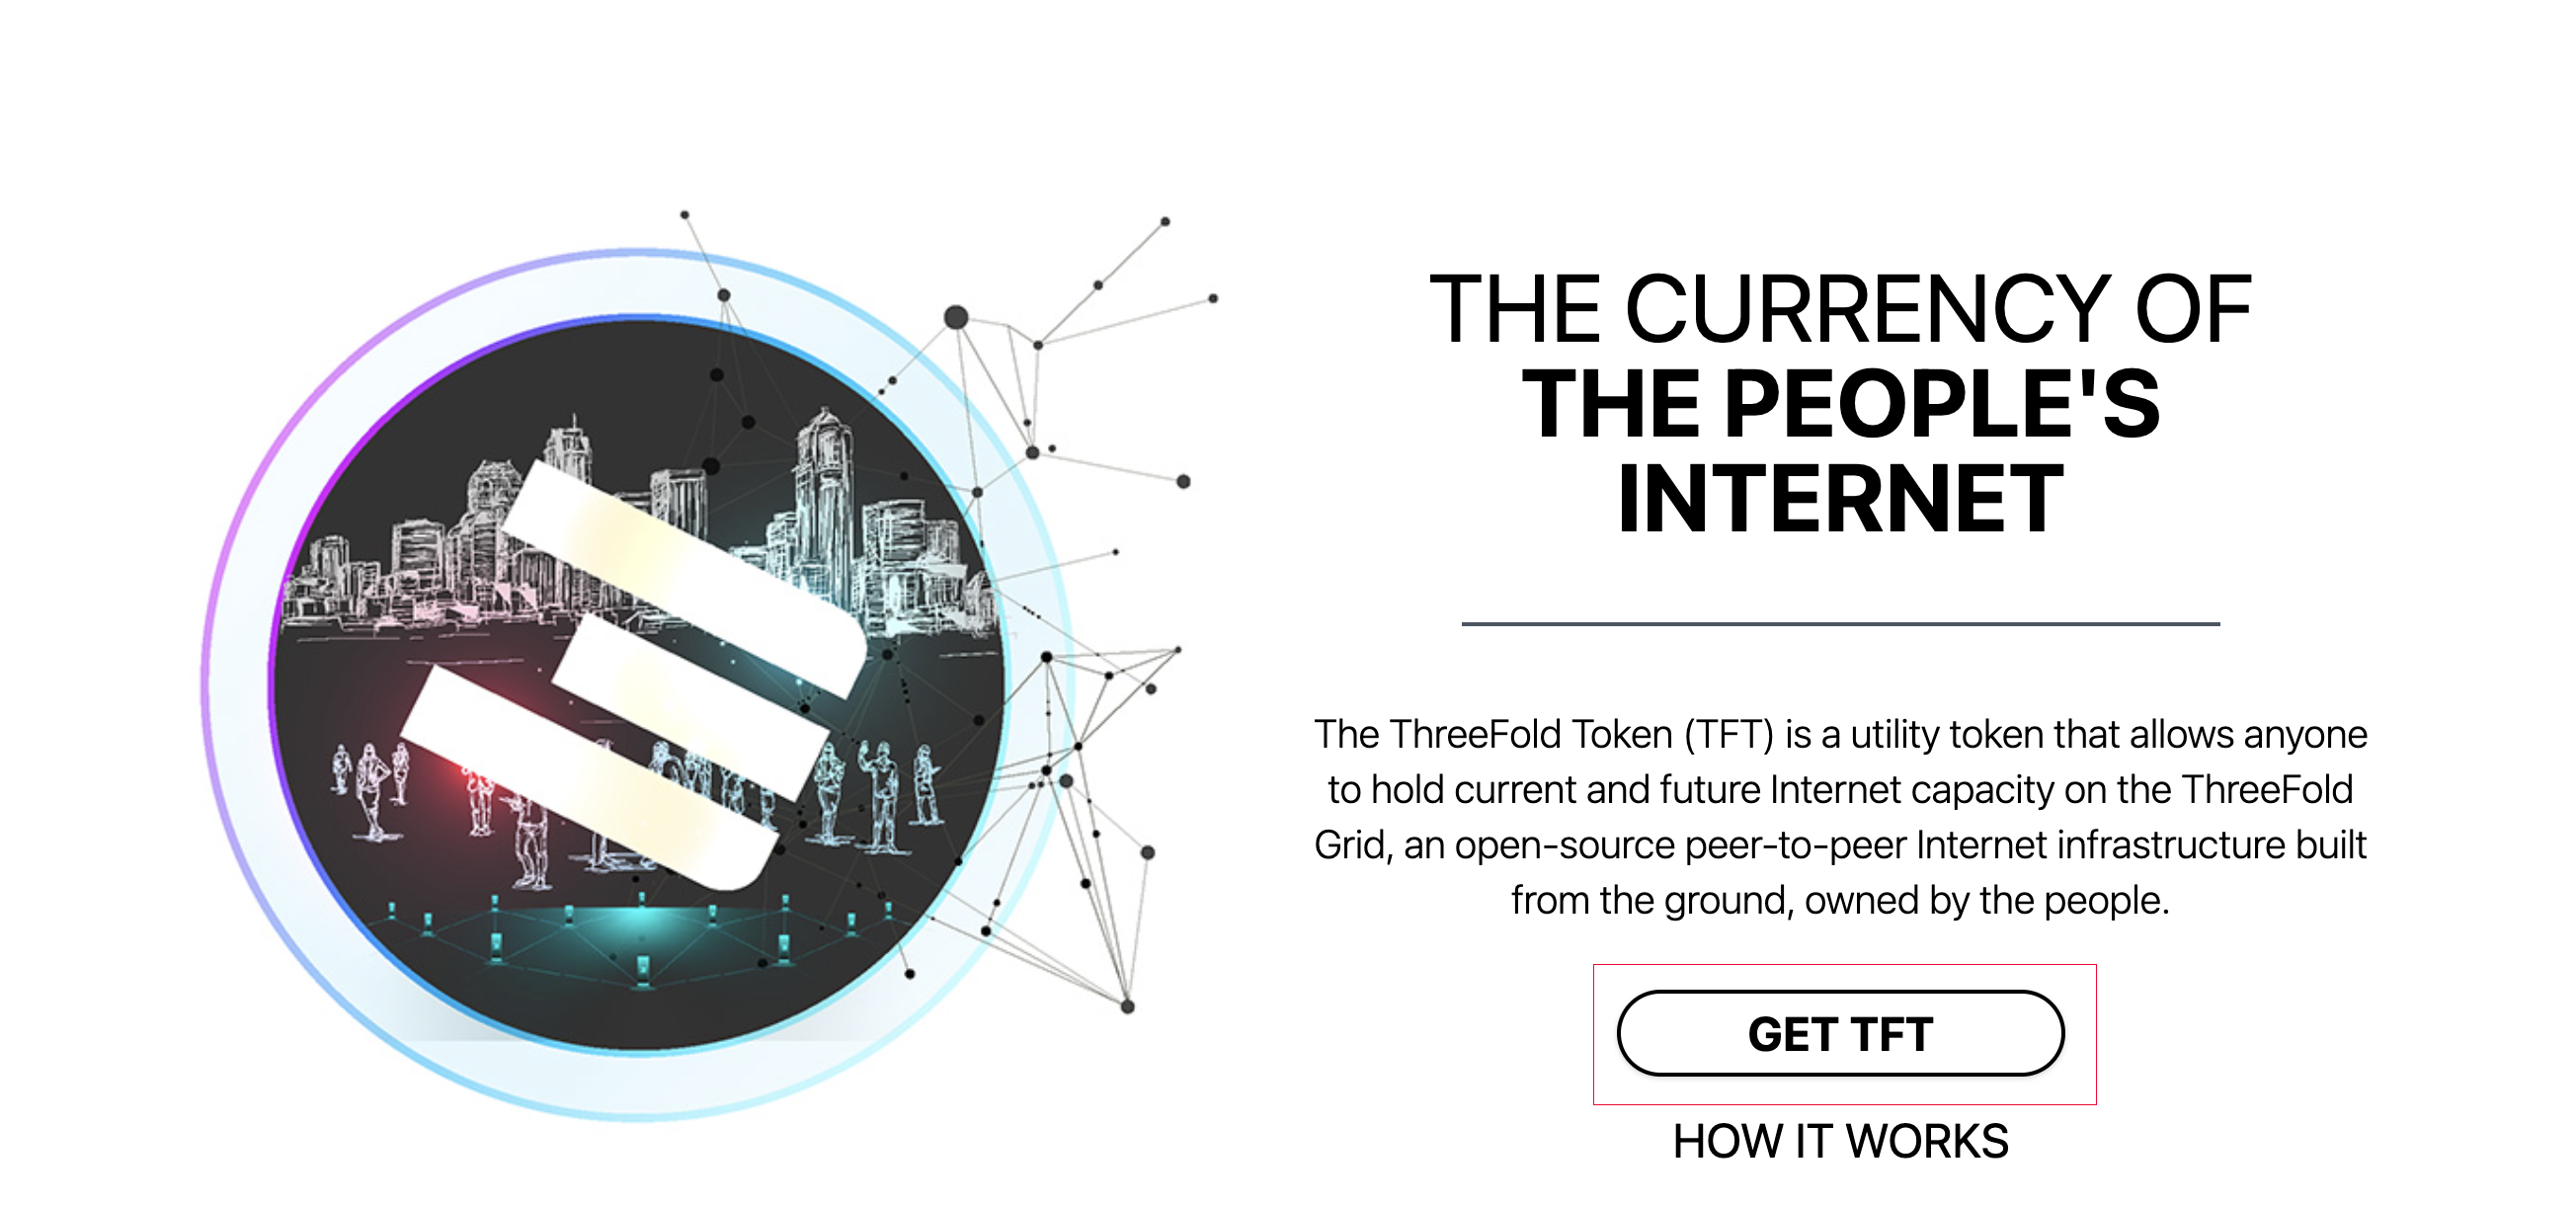 THE CURRENCY OF
THE PEOPLE'S
INTERNET
The ThreeFold Token (TFT) is a utility token that allows anyone
to hold current and future Internet capacity on the ThreeFold
Grid, an open-source peer-to-peer Internet infrastructure built
from the ground, owned by the people.
GET TFT
HOW IT WORKS